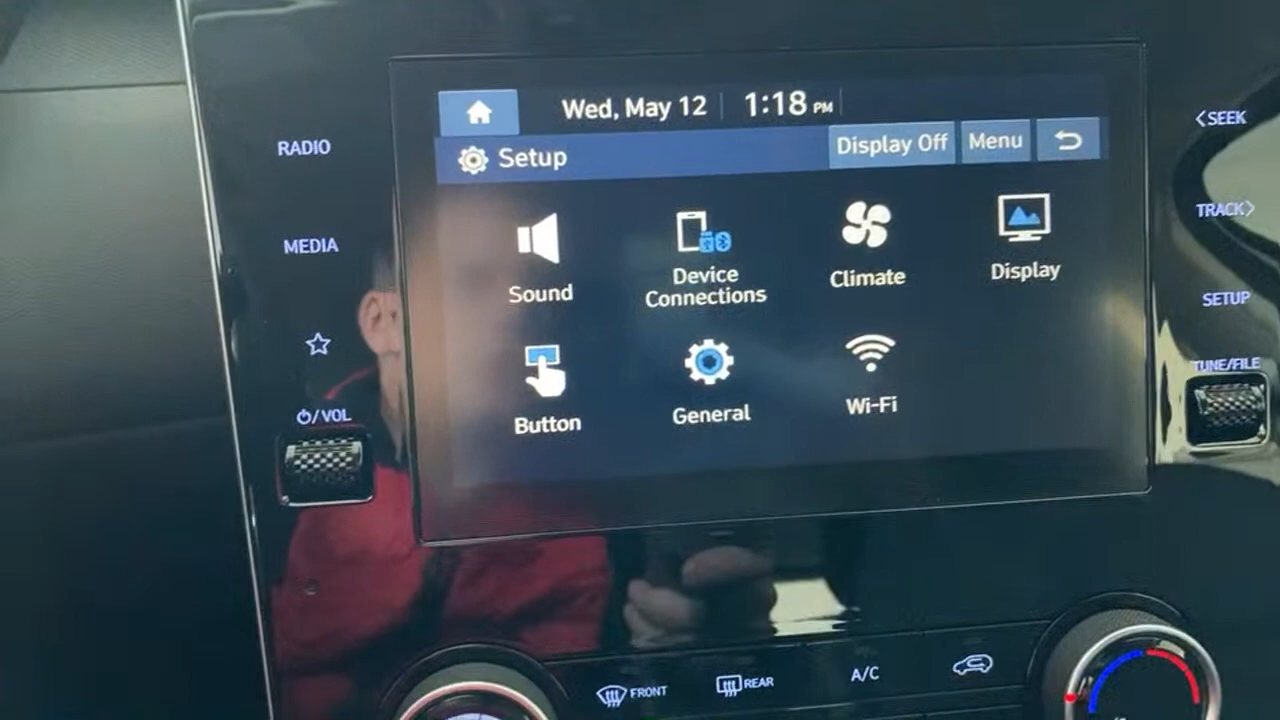 Wed, May 12
1:18 PM
Setup
Display Off
Menu
Sound
Device
Connections
Climate
Display
Button
General
Wi-Fi
RADIO
MEDIA
/VOL
<SEEK
TRACK>
SETUP
TUNE/FILE
FRONT
REAR
A/C